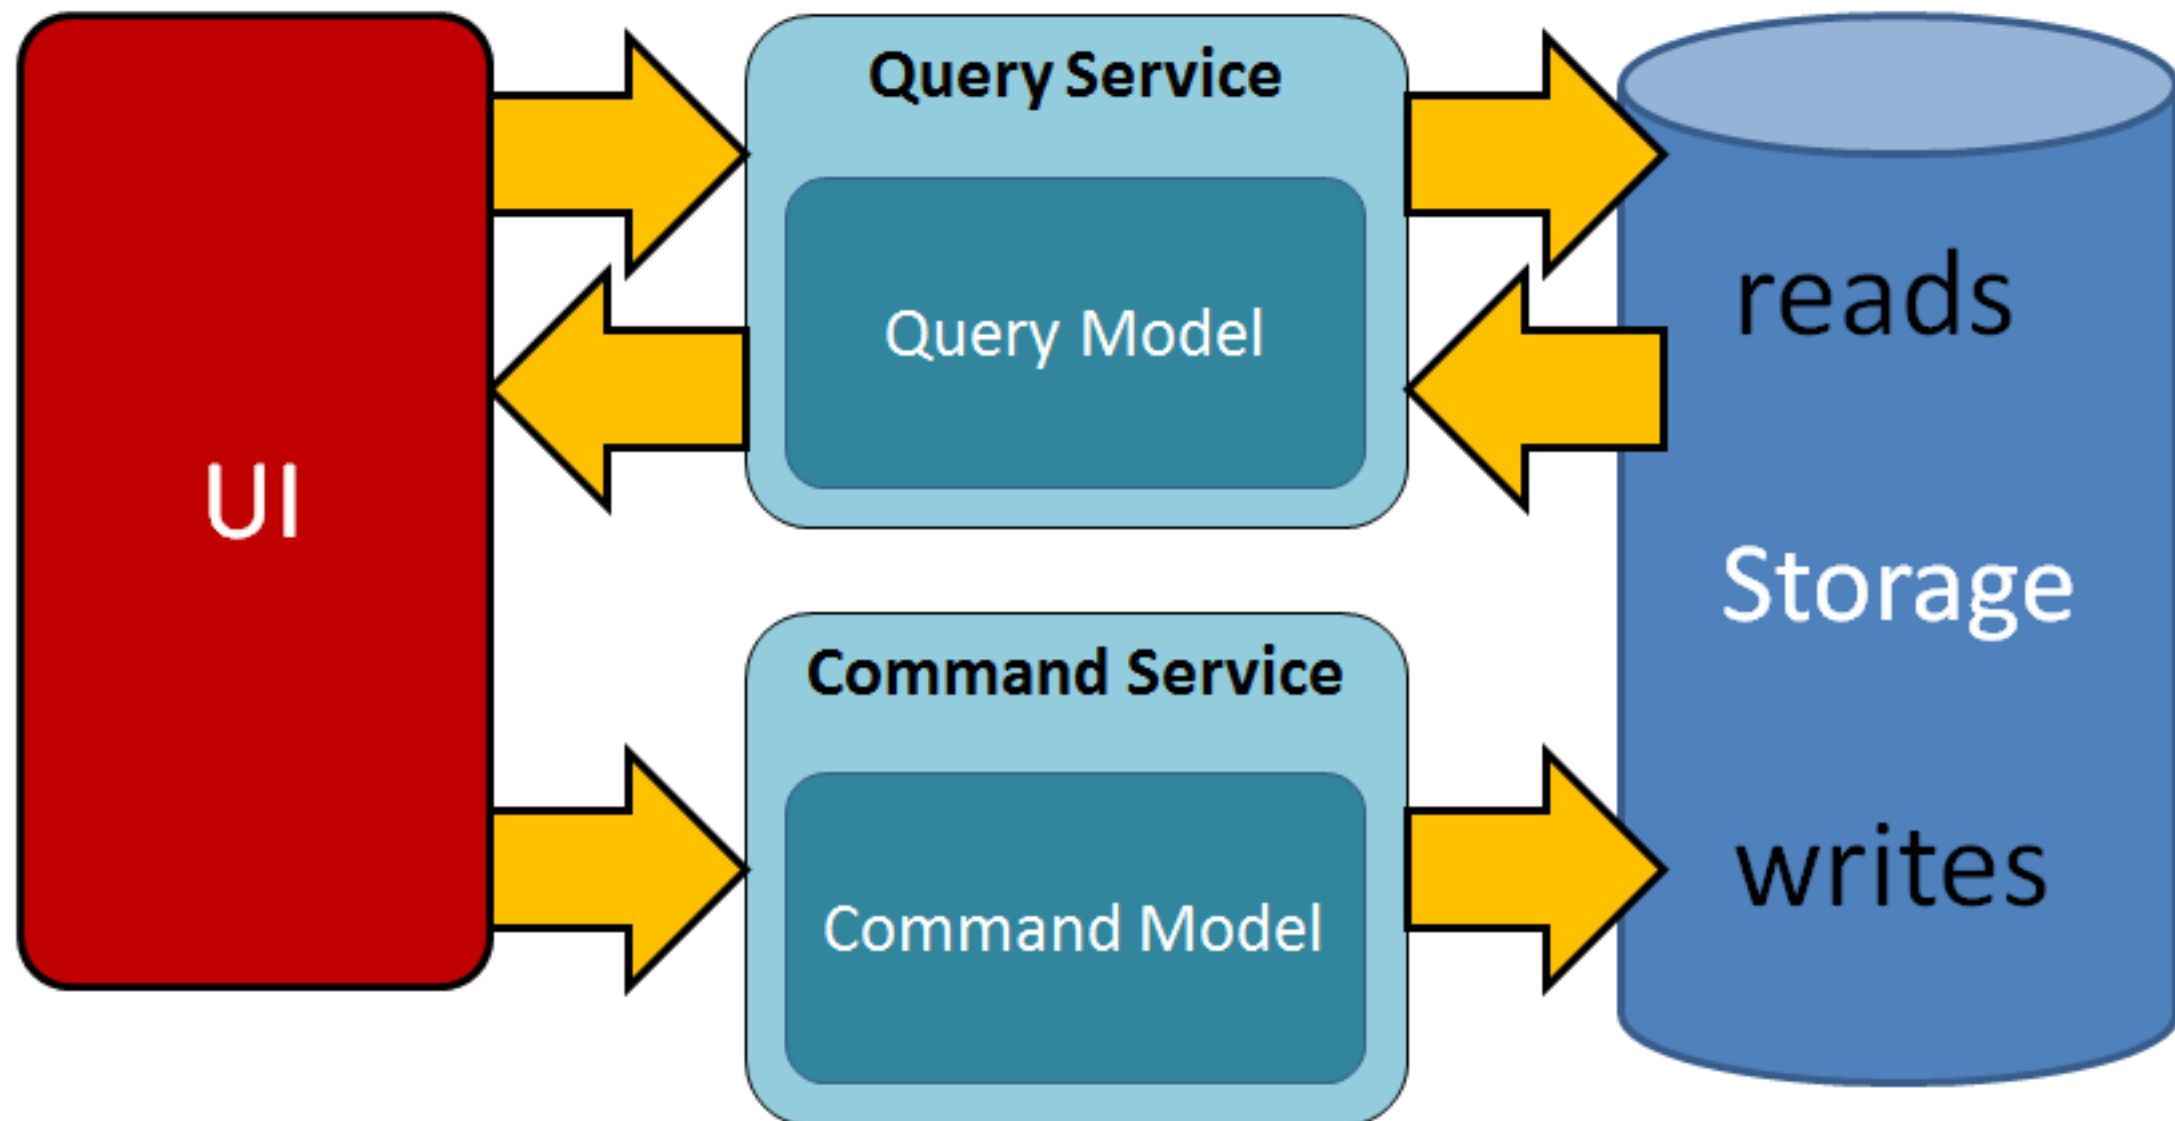 UI
Query Service
Query Model
Command Service
Command Model
reads
Storage
writes